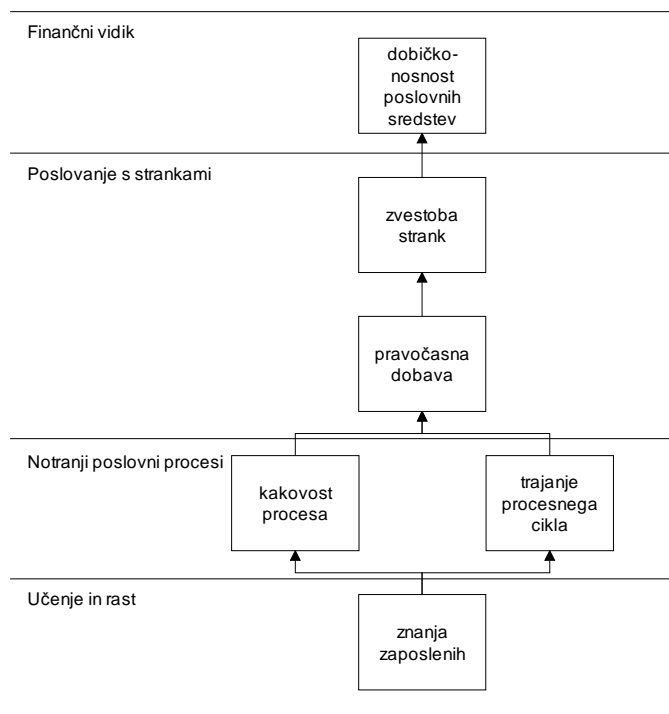 Finančni vidik
dobičko-
nosnost
poslovnih
sredstev
Poslovanje s strankami
zvestoba
strank
pravočasna
dobava
Notranji poslovni procesi
kakovost
procesa
trajanje
procesnega
cikla
Učenje in rast
znanja
zaposlenih